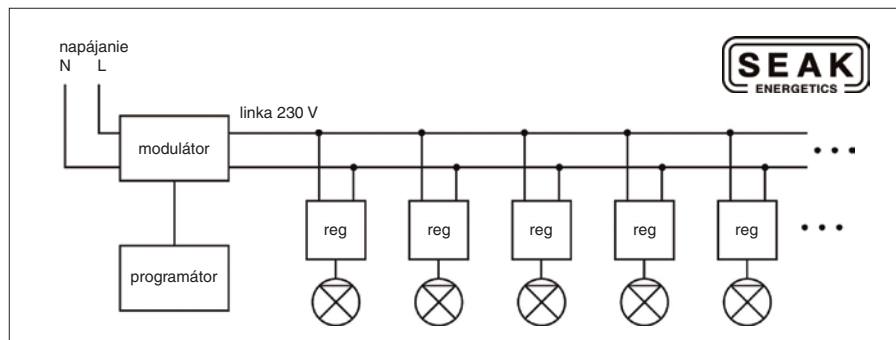 napájanie
N L
SEAK
ENERGETICS
linka 230 V
modulátor
reg reg reg reg reg
programátor